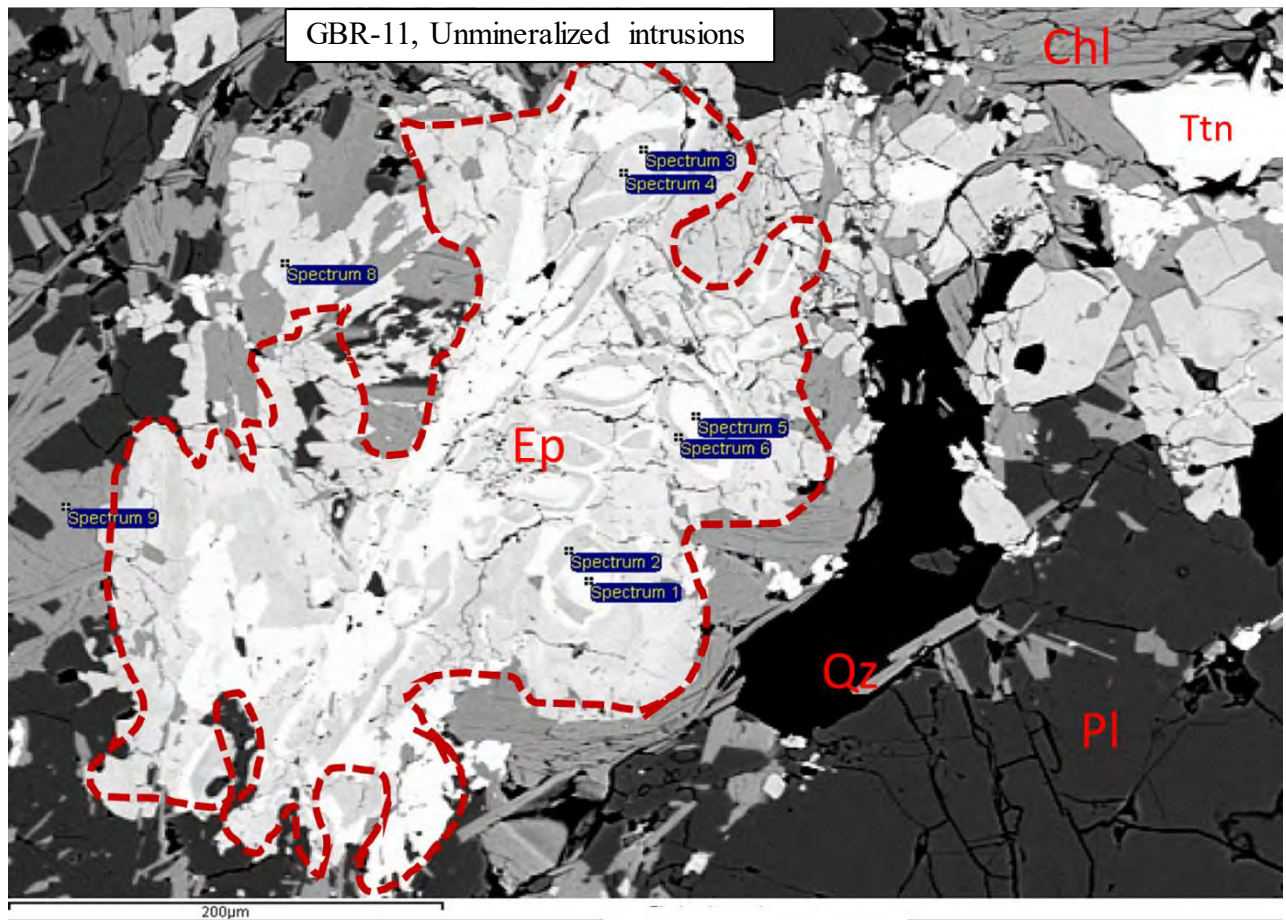 GBR-11, Unmineralized intrusions
Chl
Ttn
Spectrum 3
Spectrum 4
Spectrum 8
Spectrum 5
Ep
Spectrum 6
Spectrum 9
Spectrum 2
Spectrum 1
Qz
Pl
200µm